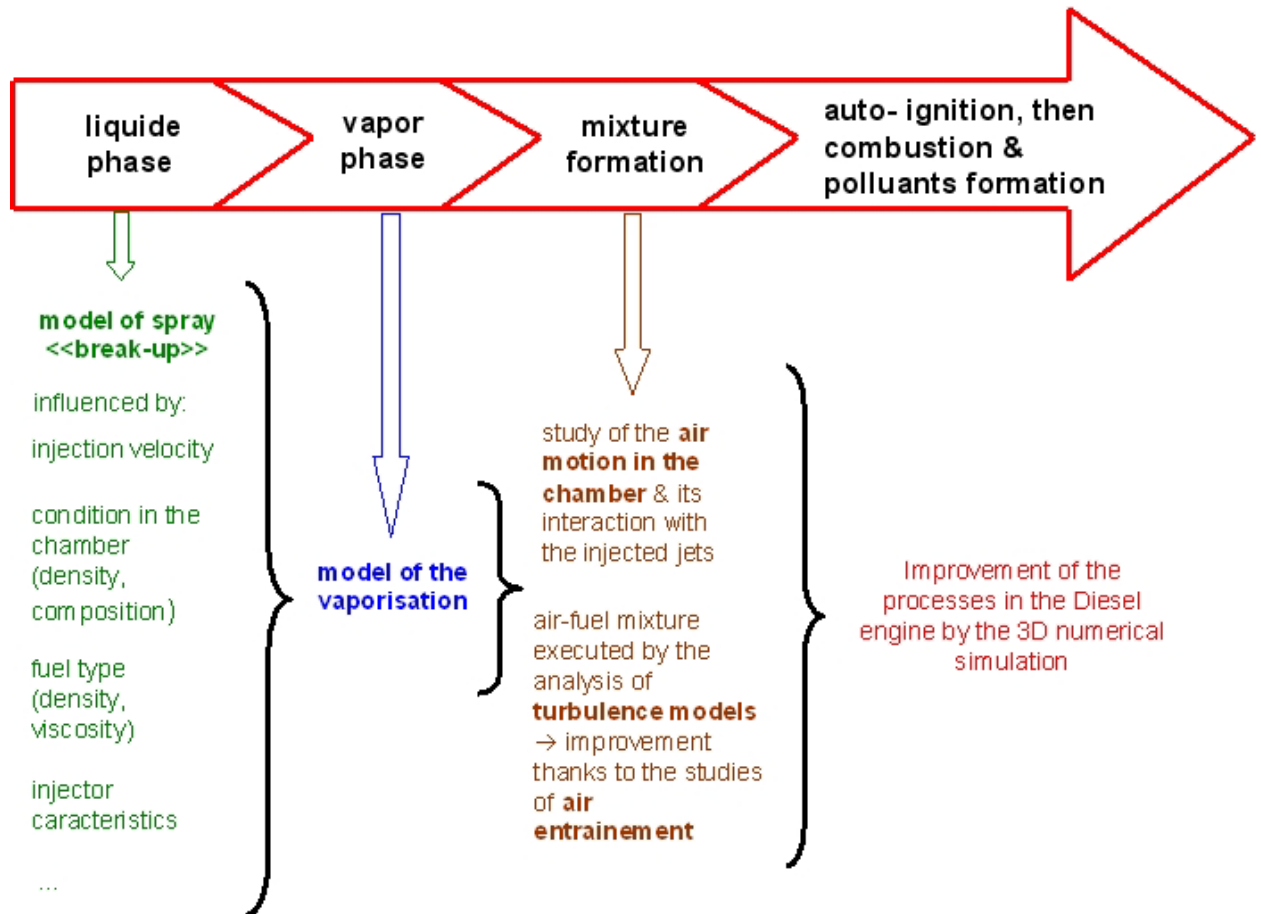 liquide
phase
vapor
phase
mixture
formation
auto- ignition, then
combustion &
polluants formation
model of spray
<<break-up>>
influenced by:
injection velocity
condition in the
chamber
(density,
composition)
fuel type
(density,
viscosity)
injector
caracteristics
...
model of the
vaporisation
study of the air
motion in the
chamber & its
interaction with
the injected jets
air-fuel mixture
executed by the
analysis of
turbulence models
→ improvement
thanks to the studies
of air
entrainement
Improvement of the
processes in the Diesel
engine by the 3D numerical
simulation